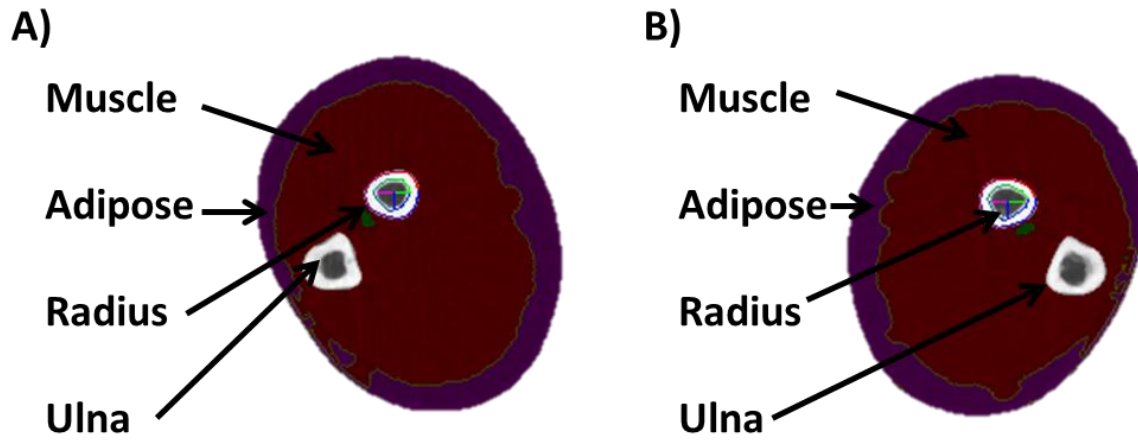 A)
Muscle
Adipose
Radius
Ulna
B)
Muscle
Adipose
Radius
Ulna